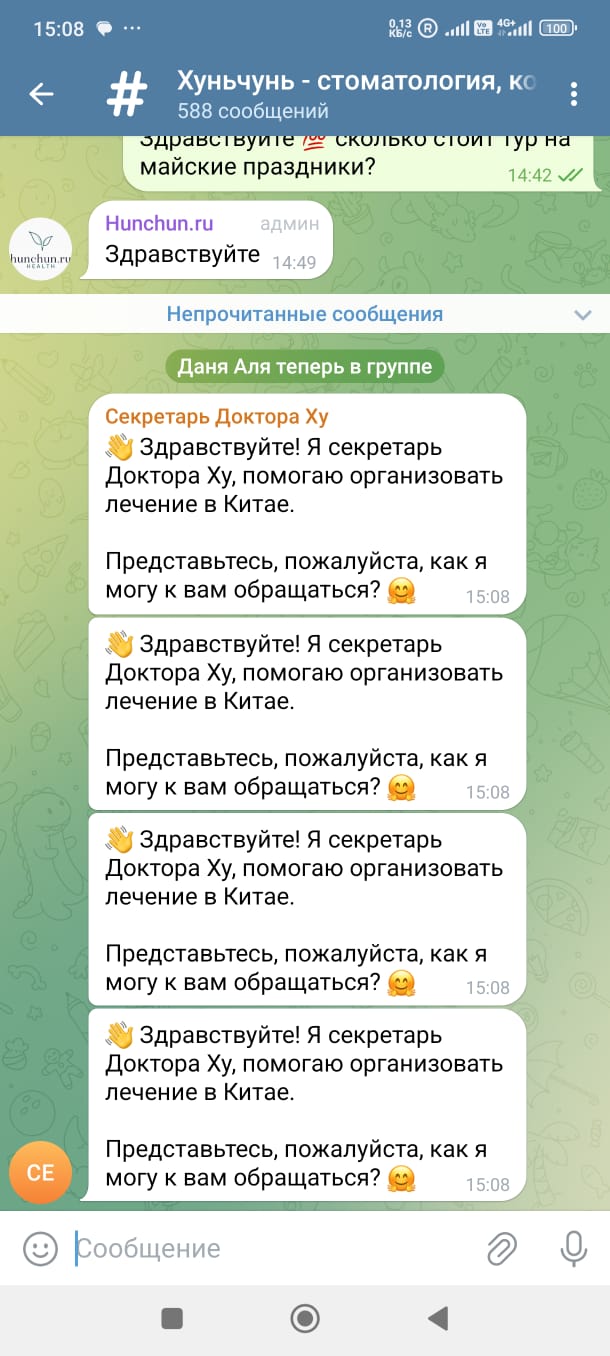 15:08
0,13
КБ/с
R
Vo
LTE
4G+
100
Хуньчунь - стоматология, ко
588 сообщений
Здравствуйте 💯 сколько стоит тур на
майские праздники?
14:42
Hunchun.ru админ
Здравствуйте 14:49
hunchun.ru
HEALTH
Непрочитанные сообщения
Даня Аля теперь в группе
Секретарь Доктора Ху
👋 Здравствуйте! Я секретарь
Доктора Ху, помогаю организовать
лечение в Китае.
Представьтесь, пожалуйста, как я
могу к вам обращаться? 🤗 15:08
👋 Здравствуйте! Я секретарь
Доктора Ху, помогаю организовать
лечение в Китае.
Представьтесь, пожалуйста, как я
могу к вам обращаться? 🤗 15:08
👋 Здравствуйте! Я секретарь
Доктора Ху, помогаю организовать
лечение в Китае.
Представьтесь, пожалуйста, как я
могу к вам обращаться? 🤗 15:08
👋 Здравствуйте! Я секретарь
Доктора Ху, помогаю организовать
лечение в Китае.
Представьтесь, пожалуйста, как я
могу к вам обращаться? 🤗 15:08
СЕ
Сообщение